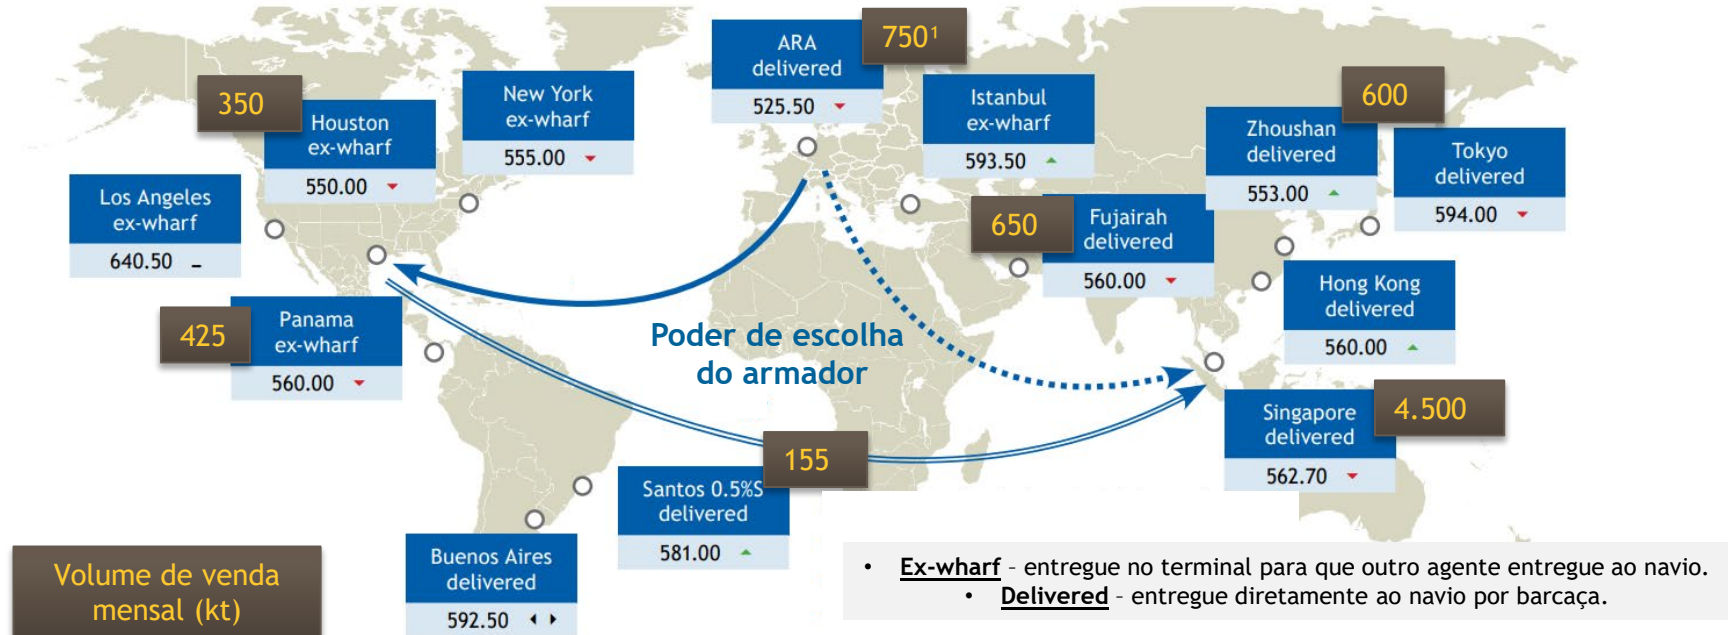 ARA
delivered
525.50
750¹
350
Houston
ex-wharf
550.00
New York
ex-wharf
555.00
Istanbul
ex-wharf
593.50
600
Zhoushan
delivered
553.00
Tokyo
delivered
594.00
Los Angeles
ex-wharf
640.50 –
650
Fujairah
delivered
560.00
Hong Kong
delivered
560.00
425
Panama
ex-wharf
560.00
Poder de escolha
do armador
4.500
Singapore
delivered
562.70
155
Santos 0.5%S
delivered
581.00
Buenos Aires
delivered
592.50
Volume de venda
mensal (kt)
• Ex-wharf – entregue no terminal para que outro agente entregue ao navio.
• Delivered – entregue diretamente ao navio por barcaça.